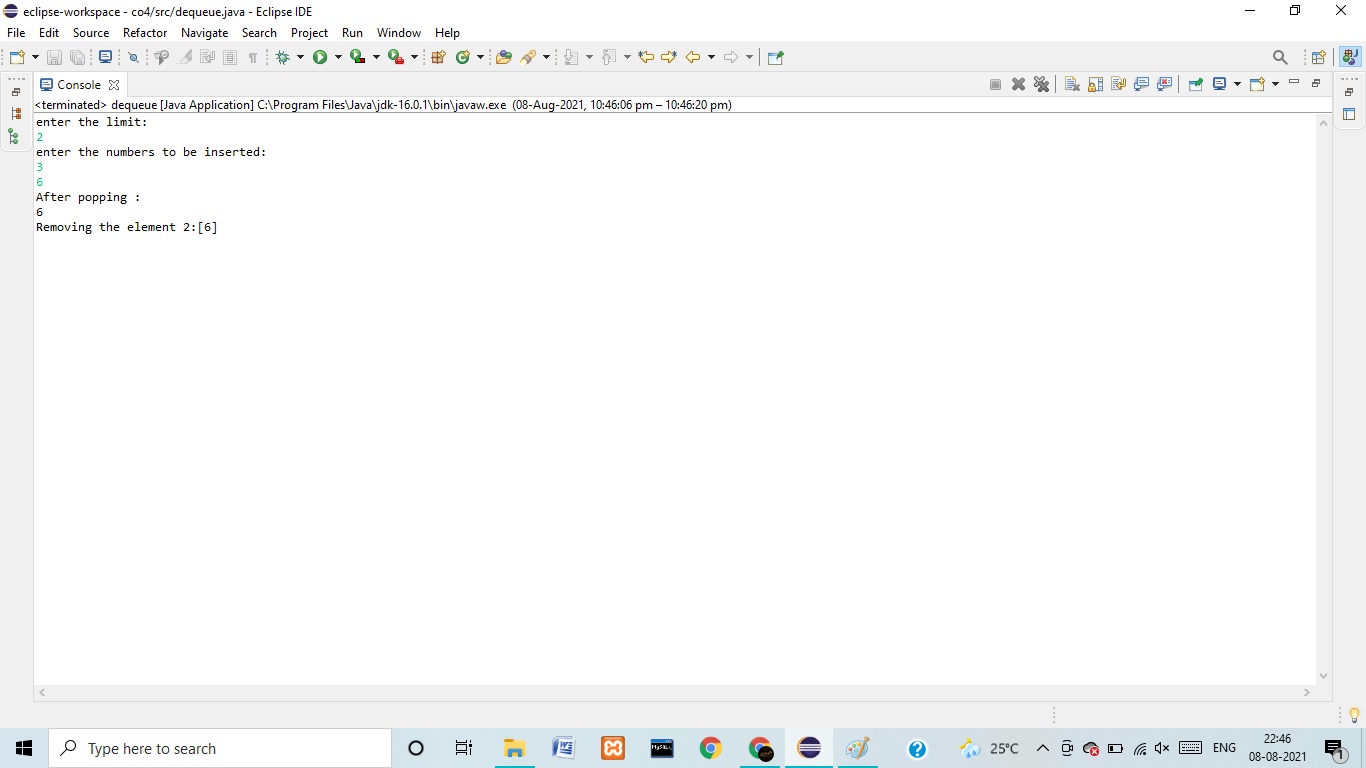 eclipse-workspace - co4/src/dequeue.java - Eclipse IDE
File Edit Source Refactor Navigate Search Project Run Window Help
Console
<terminated> dequeue [Java Application] C:\Program Files\Java\jdk-16.0.1\bin\javaw.exe (08-Aug-2021, 10:46:06 pm – 10:46:20 pm)
enter the limit:
2
enter the numbers to be inserted:
3
6
After popping :
6
Removing the element 2:[6]
Type here to search
25°C
ENG
22:46
08-08-2021
1